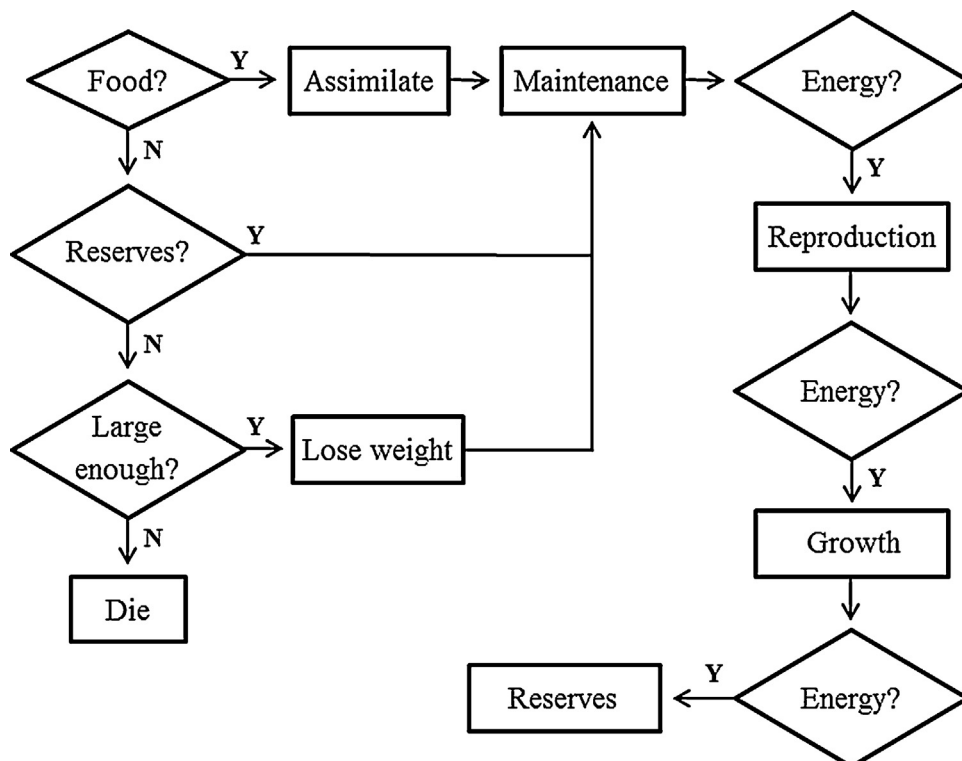 Food?
Y
Assimilate
Maintenance
Energy?
N
Y
Reserves?
Y
Reproduction
N
Energy?
Large
enough?
Y
Lose weight
Y
N
Growth
Die
Energy?
Y
Reserves